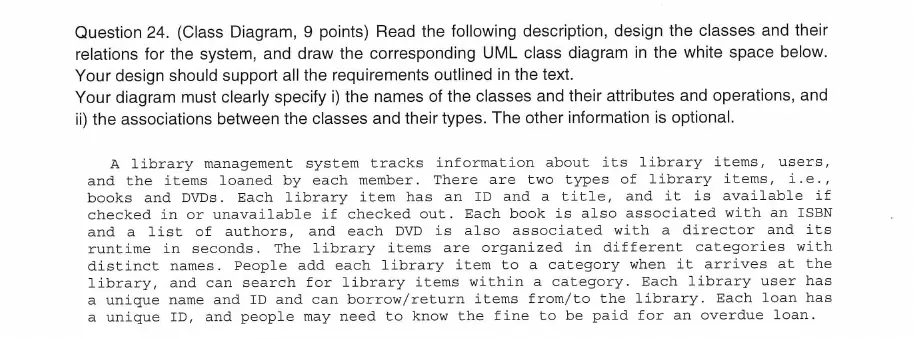 Question 24. (Class Diagram, 9 points) Read the following description, design the classes and their
relations for the system, and draw the corresponding UML class diagram in the white space below.
Your design should support all the requirements outlined in the text.
Your diagram must clearly specify i) the names of the classes and their attributes and operations, and
ii) the associations between the classes and their types. The other information is optional.
A library management system tracks information about its library items, users,
and the items loaned by each member. There are two types of library items, i.e.,
books and DVDs. Each library item has an ID and a title, and it is available if
checked in or unavailable if checked out. Each book is also associated with an ISBN
and a list of authors, and each DVD is also associated with a director and its
runtime in seconds. The library items are organized in different categories with
distinct names. People add each library item to a category when it arrives at the
library, and can search for library items within a category. Each library user has
a unique name and ID and can borrow/return items from/to the library. Each loan has
a unique ID, and people may need to know the fine to be paid for an overdue loan.